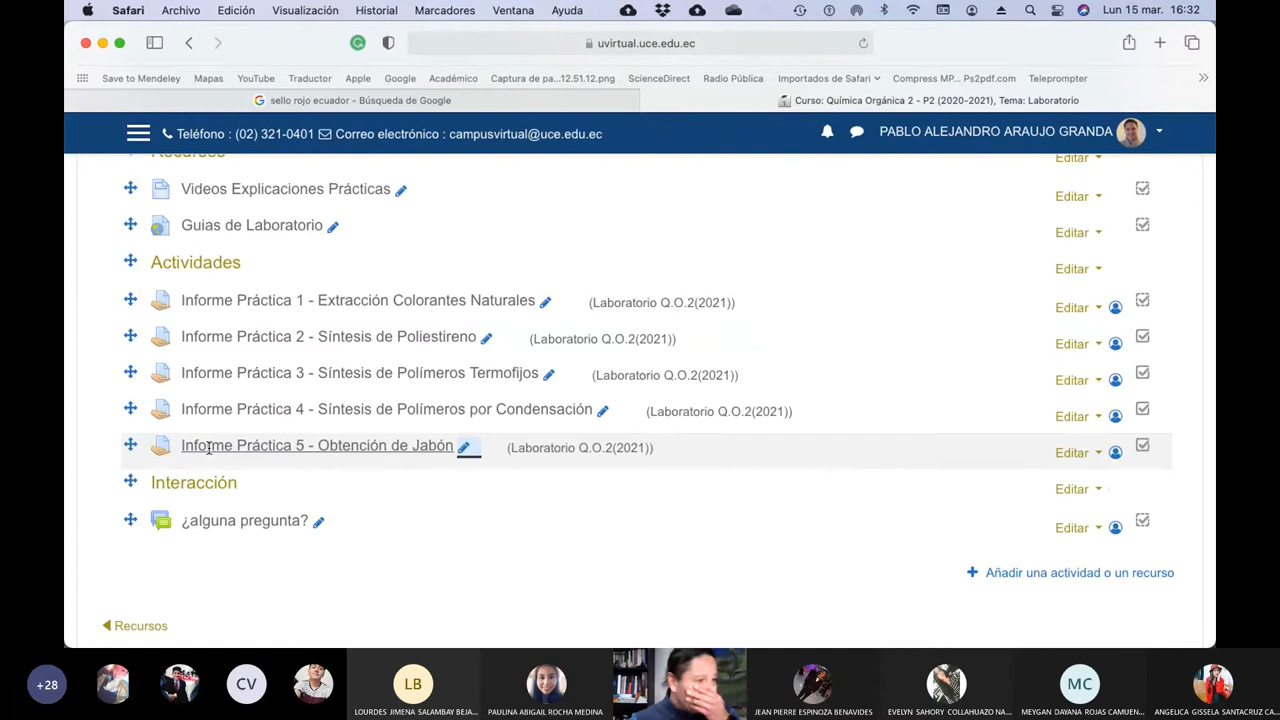 Safari Archivo Edición Visualización Historial Marcadores Ventana Ayuda Lun 15 mar. 16:32
uvirtual.uce.edu.ec
Save to Mendeley Mapas YouTube Traductor Apple Google Académico Captura de pa...12.51.12.png ScienceDirect Radio Pública Importados de Safari Compress MP... Ps2pdf.com Teleprompter
sello rojo ecuador - Búsqueda de Google Curso: Química Orgánica 2 - P2 (2020-2021), Tema: Laboratorio
Teléfono : (02) 321-0401 Correo electrónico : campusvirtual@uce.edu.ec PABLO ALEJANDRO ARAUJO GRANDA
Recursos Editar
Videos Explicaciones Prácticas Editar
Guias de Laboratorio Editar
Actividades Editar
Informe Práctica 1 - Extracción Colorantes Naturales (Laboratorio Q.O.2(2021)) Editar
Informe Práctica 2 - Síntesis de Poliestireno (Laboratorio Q.O.2(2021)) Editar
Informe Práctica 3 - Síntesis de Polímeros Termofijos (Laboratorio Q.O.2(2021)) Editar
Informe Práctica 4 - Síntesis de Polímeros por Condensación (Laboratorio Q.O.2(2021)) Editar
Informe Práctica 5 - Obtención de Jabón (Laboratorio Q.O.2(2021)) Editar
Interacción Editar
¿alguna pregunta? Editar
Añadir una actividad o un recurso
Recursos
+28 CV LB MC
LOURDES JIMENA SALAMBAY BEJA... PAULINA ABIGAIL ROCHA MEDINA JEAN PIERRE ESPINOZA BENAVIDES EVELYN SAHORY COLLAHUAZO NA... MEYGAN DAYANA ROJAS CAMUEN... ANGELICA GISSELA SANTACRUZ CA...